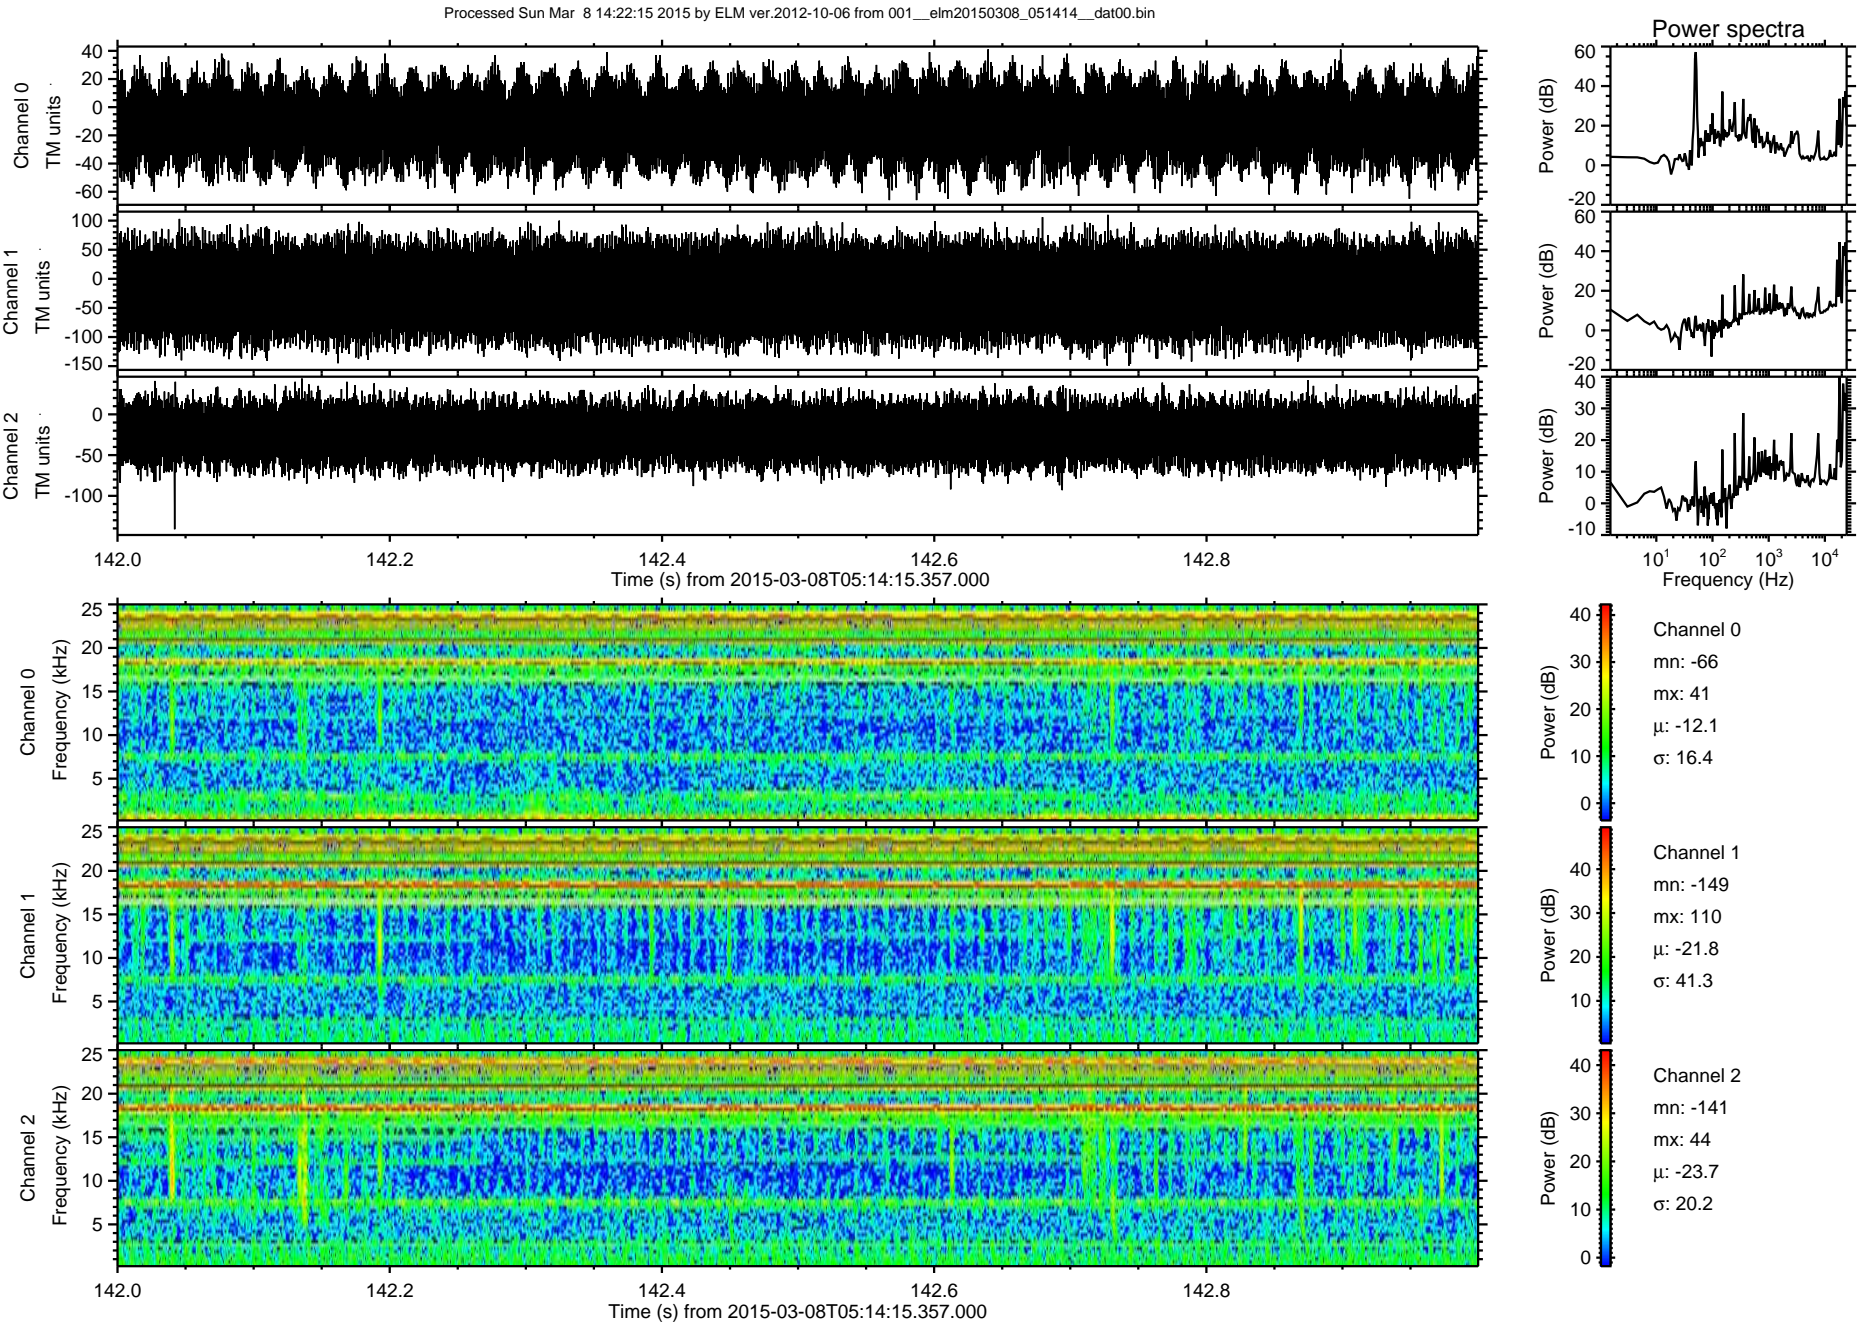 Processed Sun Mar  8 14:22:15 2015 by ELM ver.2012-10-06 from 001__elm20150308_051414__dat00.bin
Power spectra
Channel 0
TM units
40
20
0
-20
-40
-60
Power (dB)
60
40
20
0
-20
Channel 1
TM units
100
50
0
-50
-100
-150
Power (dB)
60
40
20
0
-20
Channel 2
TM units
0
-50
-100
Power (dB)
40
30
20
10
0
-10
142.0 142.2 142.4 142.6 142.8
Time (s) from 2015-03-08T05:14:15.357.000
10¹ 10² 10³ 10⁴
Frequency (Hz)
Channel 0
Frequency (kHz)
25
20
15
10
5
Power (dB)
40
30
20
10
0
Channel 0
mn: -66
mx: 41
μ: -12.1
σ: 16.4
Channel 1
Frequency (kHz)
25
20
15
10
5
Power (dB)
40
30
20
10
Channel 1
mn: -149
mx: 110
μ: -21.8
σ: 41.3
Channel 2
Frequency (kHz)
25
20
15
10
5
Power (dB)
40
30
20
10
0
Channel 2
mn: -141
mx: 44
μ: -23.7
σ: 20.2
142.0 142.2 142.4 142.6 142.8
Time (s) from 2015-03-08T05:14:15.357.000